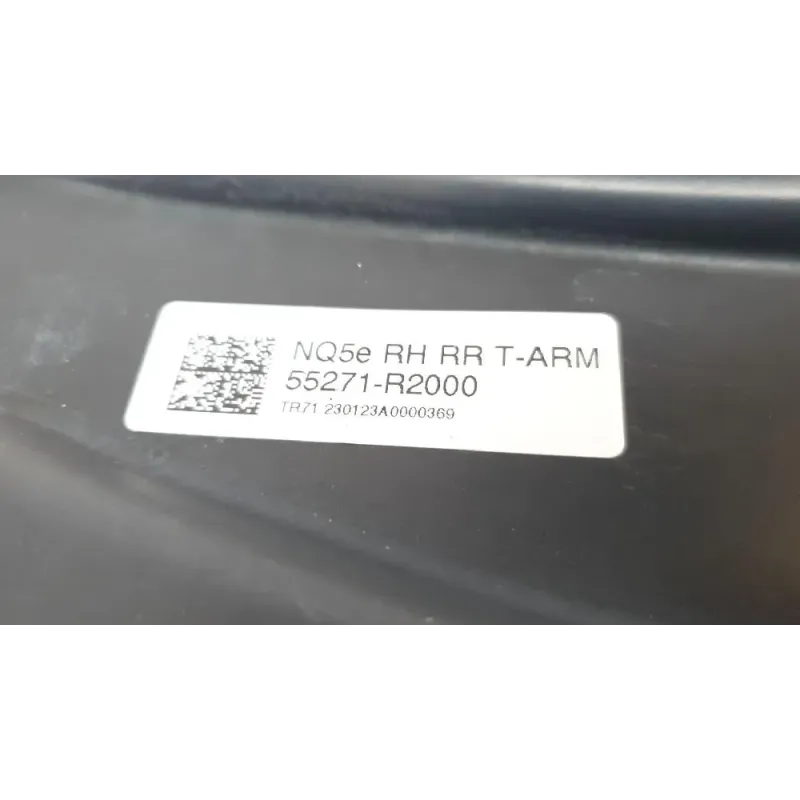 NQ5e RH RR T-ARM
55271-R2000
TR71 230123A0000369